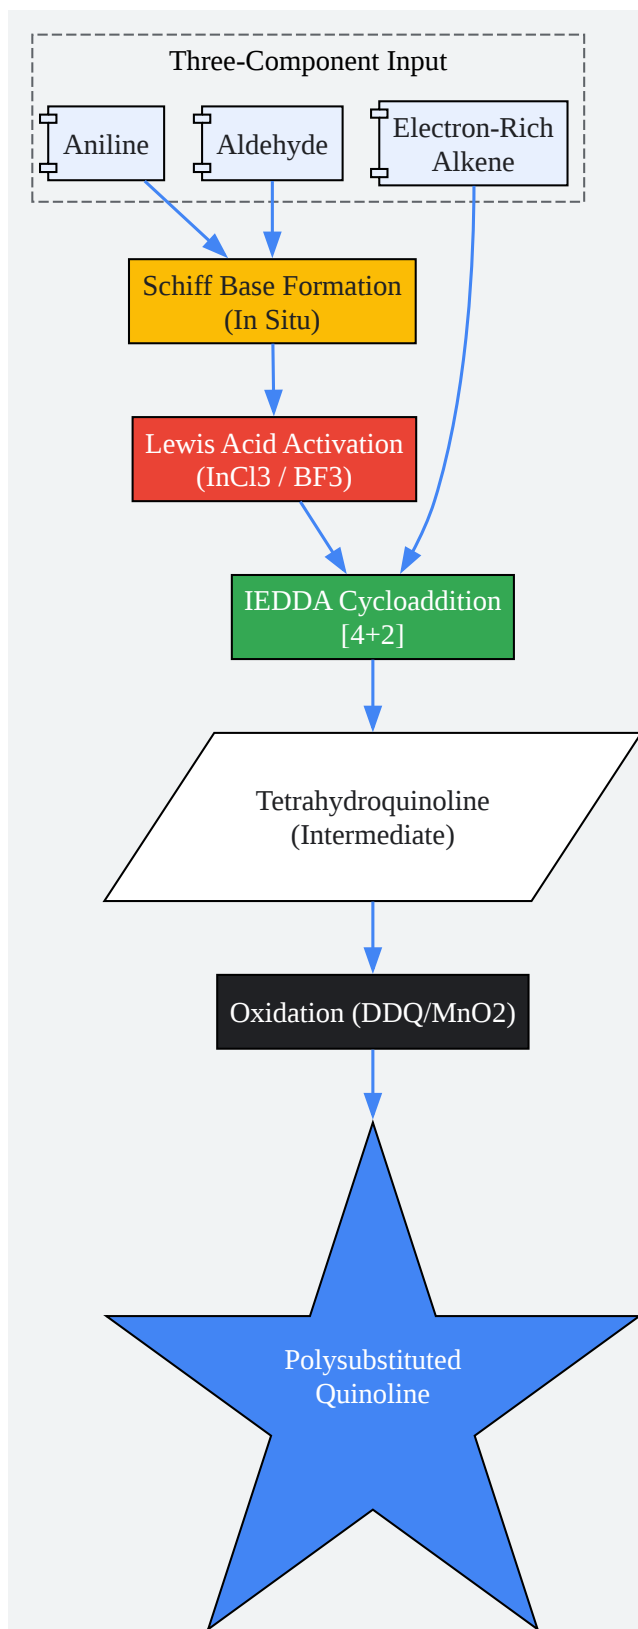 Three-Component Input
Aniline
Aldehyde
Electron-Rich
Alkene
Schiff Base Formation
(In Situ)
Lewis Acid Activation
(InCl3 / BF3)
IEDDA Cycloaddition
[4+2]
Tetrahydroquinoline
(Intermediate)
Oxidation (DDQ/MnO2)
Polysubstituted
Quinoline